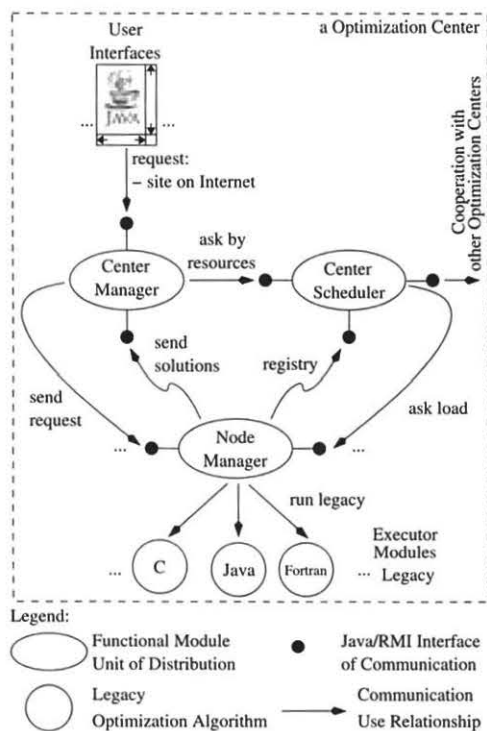 a Optimization Center
User
Interfaces
JAVA
...
...
request:
– site on Internet
Cooperation with
other Optimization Centers
ask by
resources
Center
Manager
Center
Scheduler
send
solutions
registry
send
request
ask load
...
Node
Manager
...
run legacy
Executor
Modules
... Legacy
...
C
Java
Fortran
Legend:
Functional Module
Unit of Distribution
Java/RMI Interface
of Communication
Legacy
Optimization Algorithm
Communication
Use Relationship